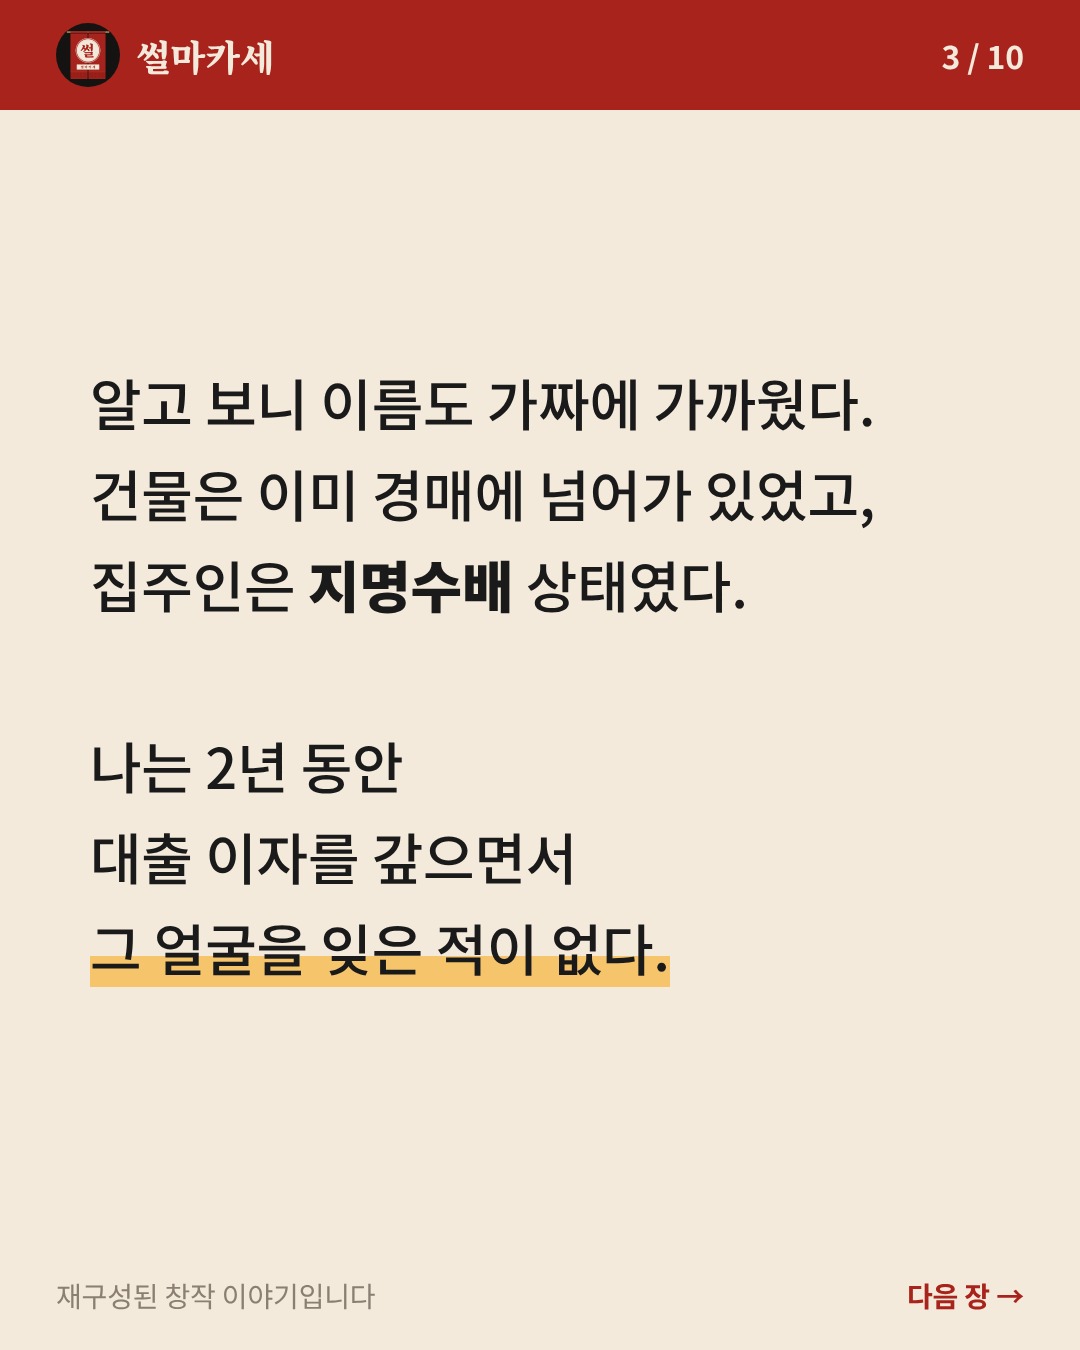 썰
썰마카세
3 / 10
알고 보니 이름도 가짜에 가까웠다.
건물은 이미 경매에 넘어가 있었고,
집주인은 지명수배 상태였다.
나는 2년 동안
대출 이자를 갚으면서
그 얼굴을 잊은 적이 없다.
재구성된 창작 이야기입니다
다음 장 →